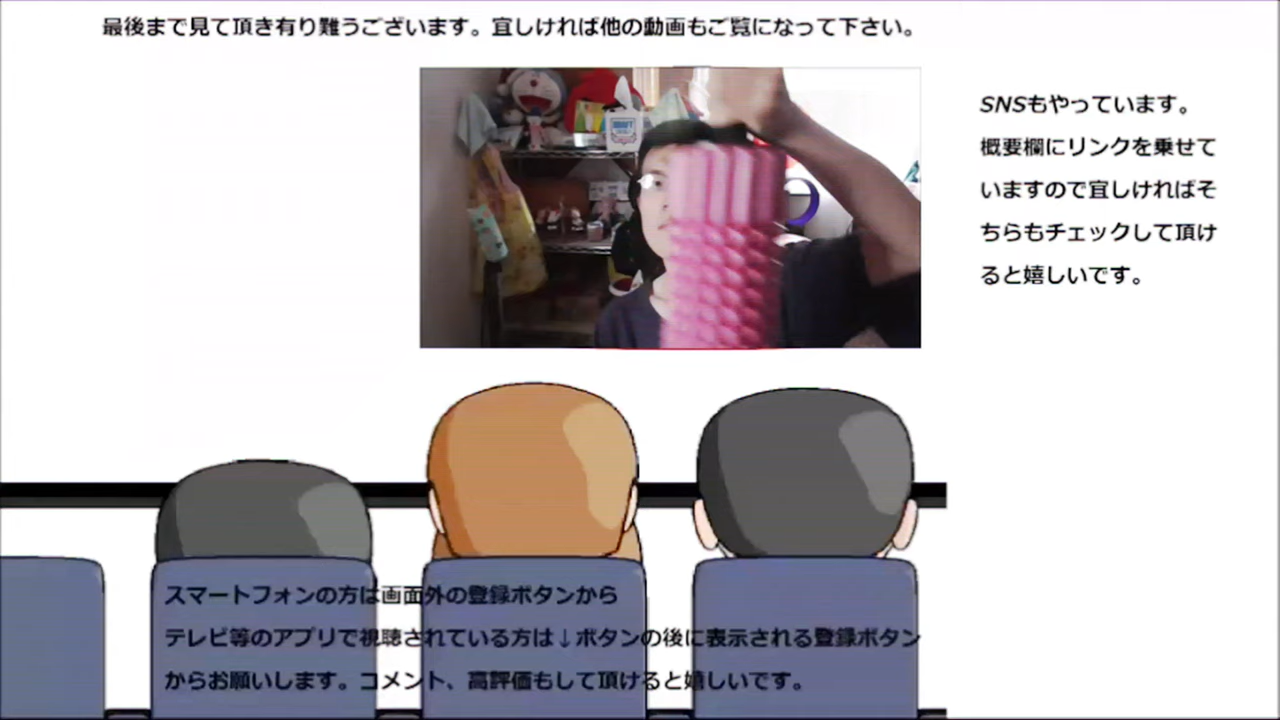 最後まで見て頂き有り難うございます。宜しければ他の動画もご覧になって下さい。
SNSもやっています。
概要欄にリンクを乗せて
いますので宜しければそ
ちらもチェックして頂け
ると嬉しいです。
スマートフォンの方は画面外の登録ボタンから
テレビ等のアプリで視聴されている方は↓ボタンの後に表示される登録ボタン
からお願いします。コメント、高評価もして頂けると嬉しいです。